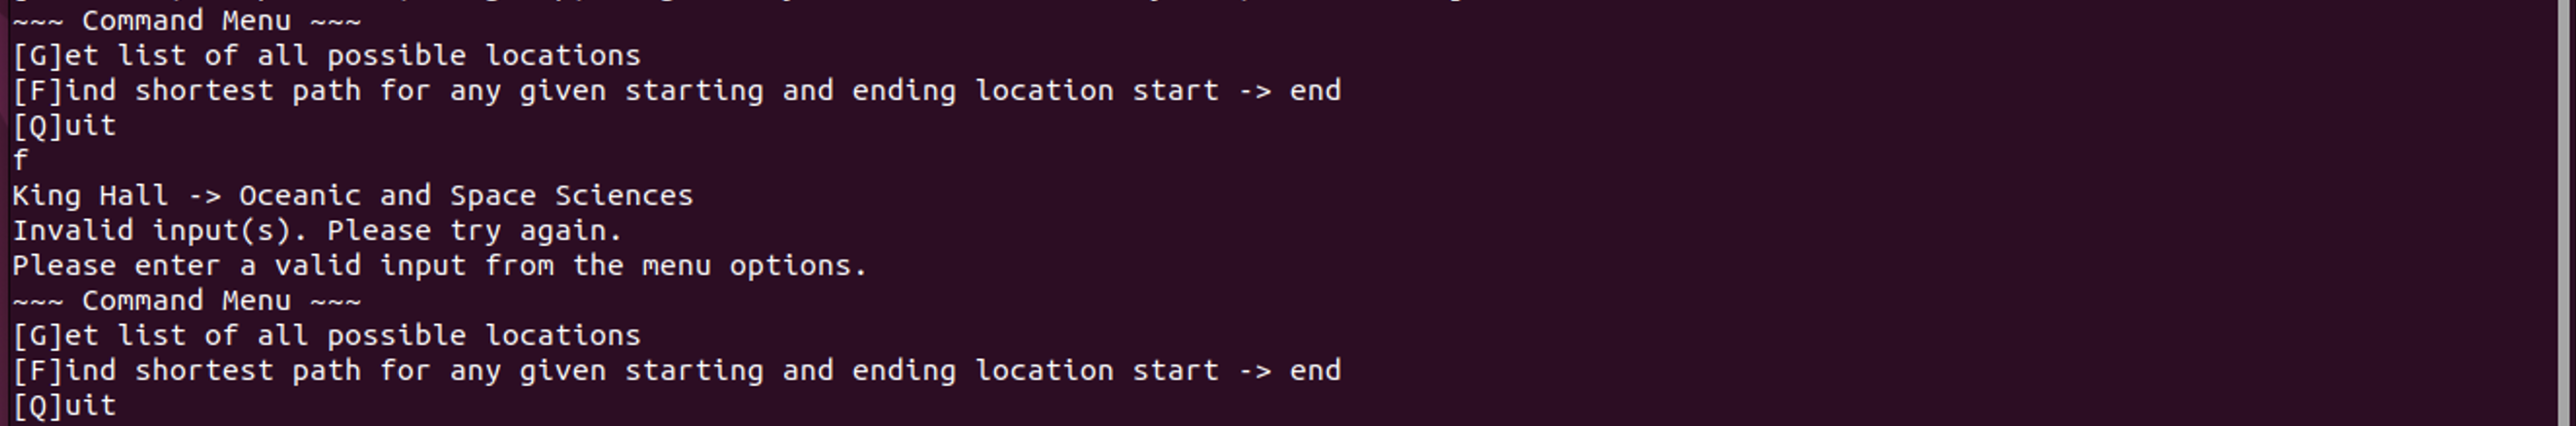 ~~~ Command Menu ~~~
[G]et list of all possible locations
[F]ind shortest path for any given starting and ending location start -> end
[Q]uit
f
King Hall -> Oceanic and Space Sciences
Invalid input(s). Please try again.
Please enter a valid input from the menu options.
~~~ Command Menu ~~~
[G]et list of all possible locations
[F]ind shortest path for any given starting and ending location start -> end
[Q]uit